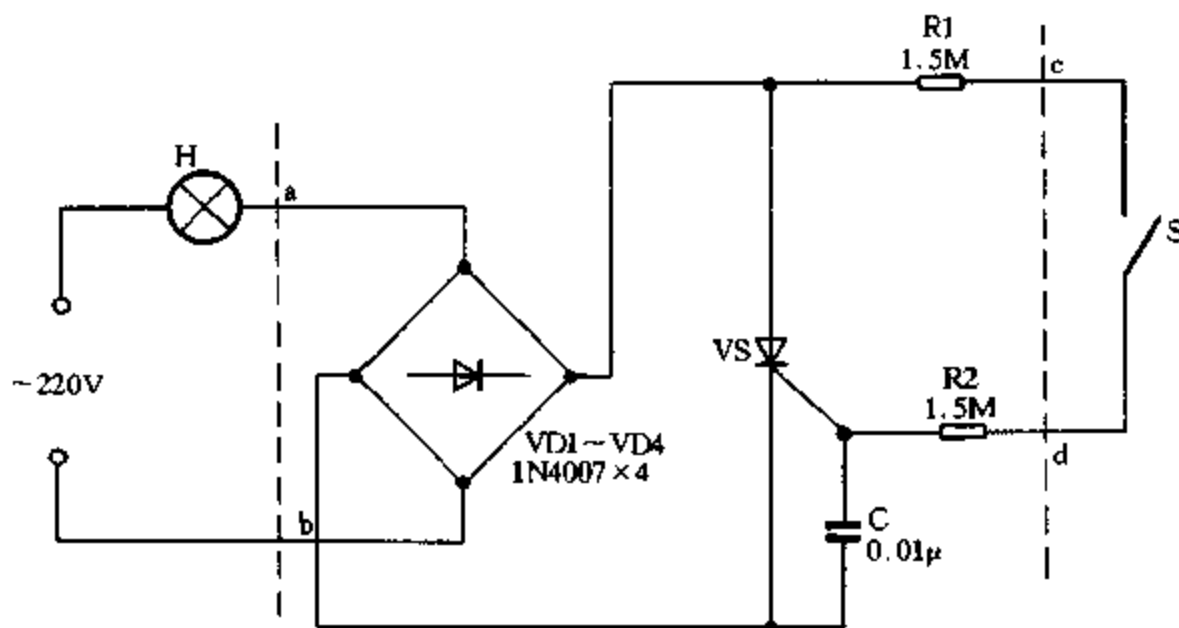 R1
1.5M
c
H
a
S
VS
~220V
R2
1.5M
VD1~VD4
1N4007×4
d
b
C
0.01μ